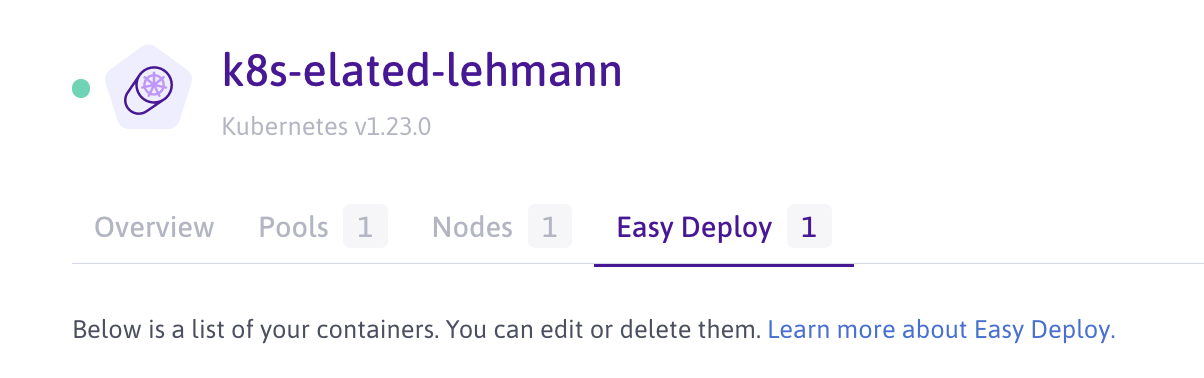 k8s-elated-lehmann
Kubernetes v1.23.0
Overview Pools 1 Nodes 1 Easy Deploy 1
Below is a list of your containers. You can edit or delete them. Learn more about Easy Deploy.